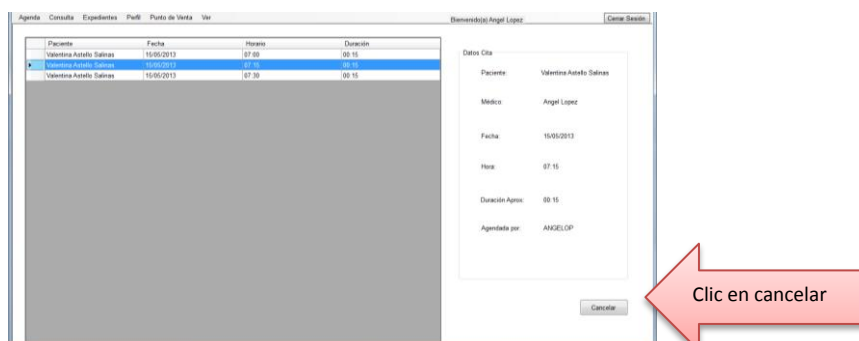 Agenda Consulta Expedientes Perfil Punto de Venta Ver Bienvenido(a) Angel Lopez Cerrar Sesión
Paciente Fecha Horario Duración
Valentina Astello Salinas 15/05/2013 07:00 00:15
Valentina Astello Salinas 15/05/2013 07:15 00:15
Valentina Astello Salinas 15/05/2013 07:30 00:15
Datos Cita
Paciente: Valentina Astello Salinas
Médico: Angel Lopez
Fecha: 15/05/2013
Hora: 07:15
Duración Aprox: 00:15
Agendada por: ANGELOP
Cancelar
Clic en cancelar